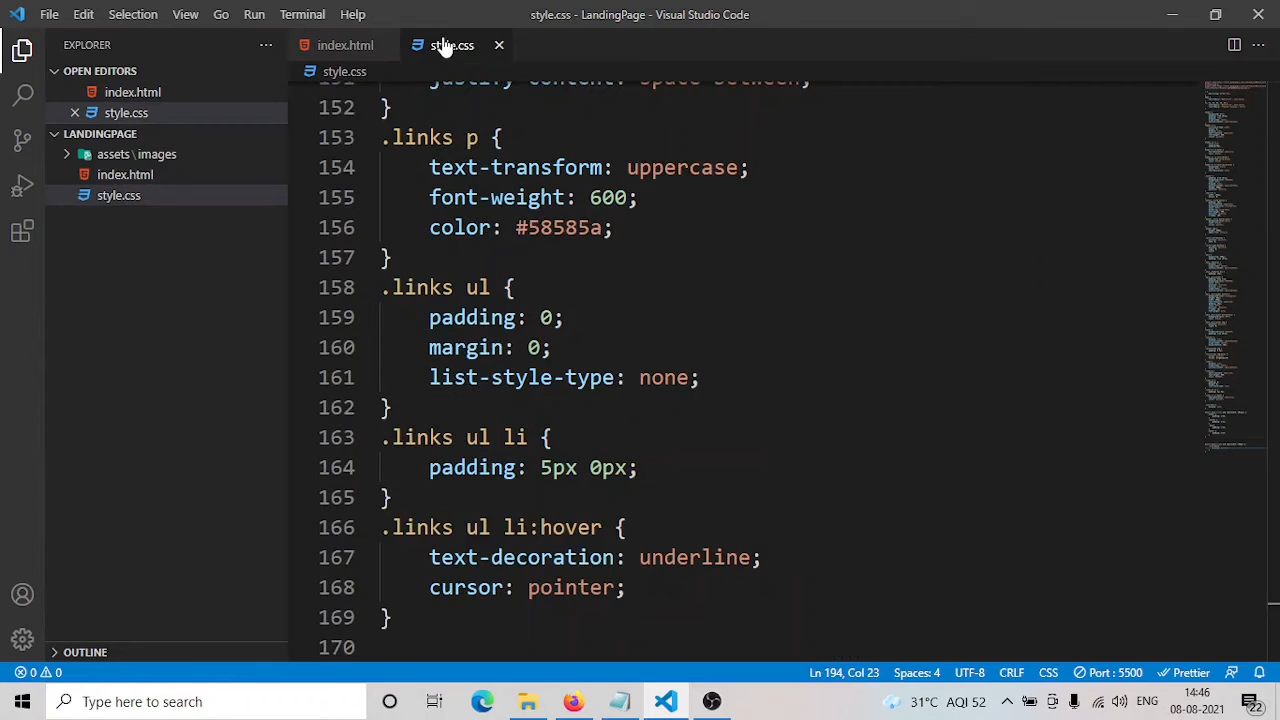 File Edit Selection View Go Run Terminal Help
style.css - LandingPage - Visual Studio Code
EXPLORER
index.html
style.css
OPEN EDITORS
style.css
index.html
style.css
LANDINGPAGE
assets\images
index.html
style.css
justify-content: space-between;
152 }
153 .links p {
154 text-transform: uppercase;
155 font-weight: 600;
156 color: #58585a;
157 }
158 .links ul {
159 padding: 0;
160 margin: 0;
161 list-style-type: none;
162 }
163 .links ul li {
164 padding: 5px 0px;
165 }
166 .links ul li:hover {
167 text-decoration: underline;
168 cursor: pointer;
169 }
170
OUTLINE
0 0
Ln 194, Col 23 Spaces: 4 UTF-8 CRLF CSS Port : 5500 Prettier
Type here to search
31°C AQI 52
14:46
08-08-2021
22